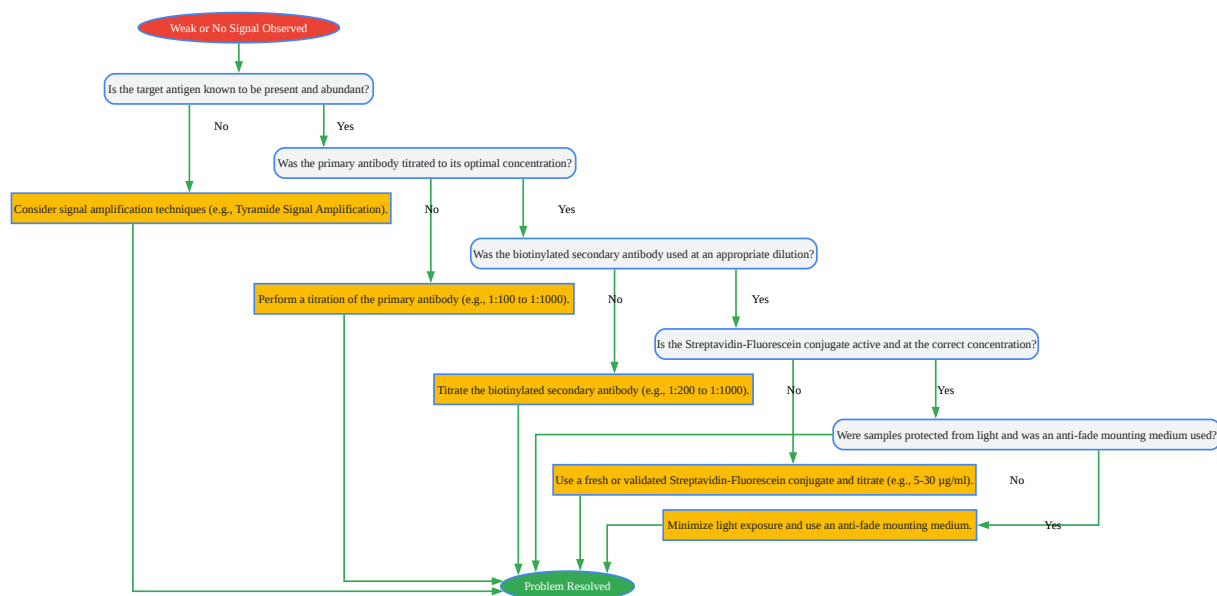 Weak or No Signal Observed
Is the target antigen known to be present and abundant?
No
Yes
Was the primary antibody titrated to its optimal concentration?
Consider signal amplification techniques (e.g., Tyramide Signal Amplification).
No
Yes
Was the biotinylated secondary antibody used at an appropriate dilution?
Perform a titration of the primary antibody (e.g., 1:100 to 1:1000).
No
Yes
Is the Streptavidin-Fluorescein conjugate active and at the correct concentration?
Titrate the biotinylated secondary antibody (e.g., 1:200 to 1:1000).
No
Yes
Were samples protected from light and was an anti-fade mounting medium used?
Use a fresh or validated Streptavidin-Fluorescein conjugate and titrate (e.g., 5-30 µg/ml).
No
Minimize light exposure and use an anti-fade mounting medium.
Yes
Problem Resolved